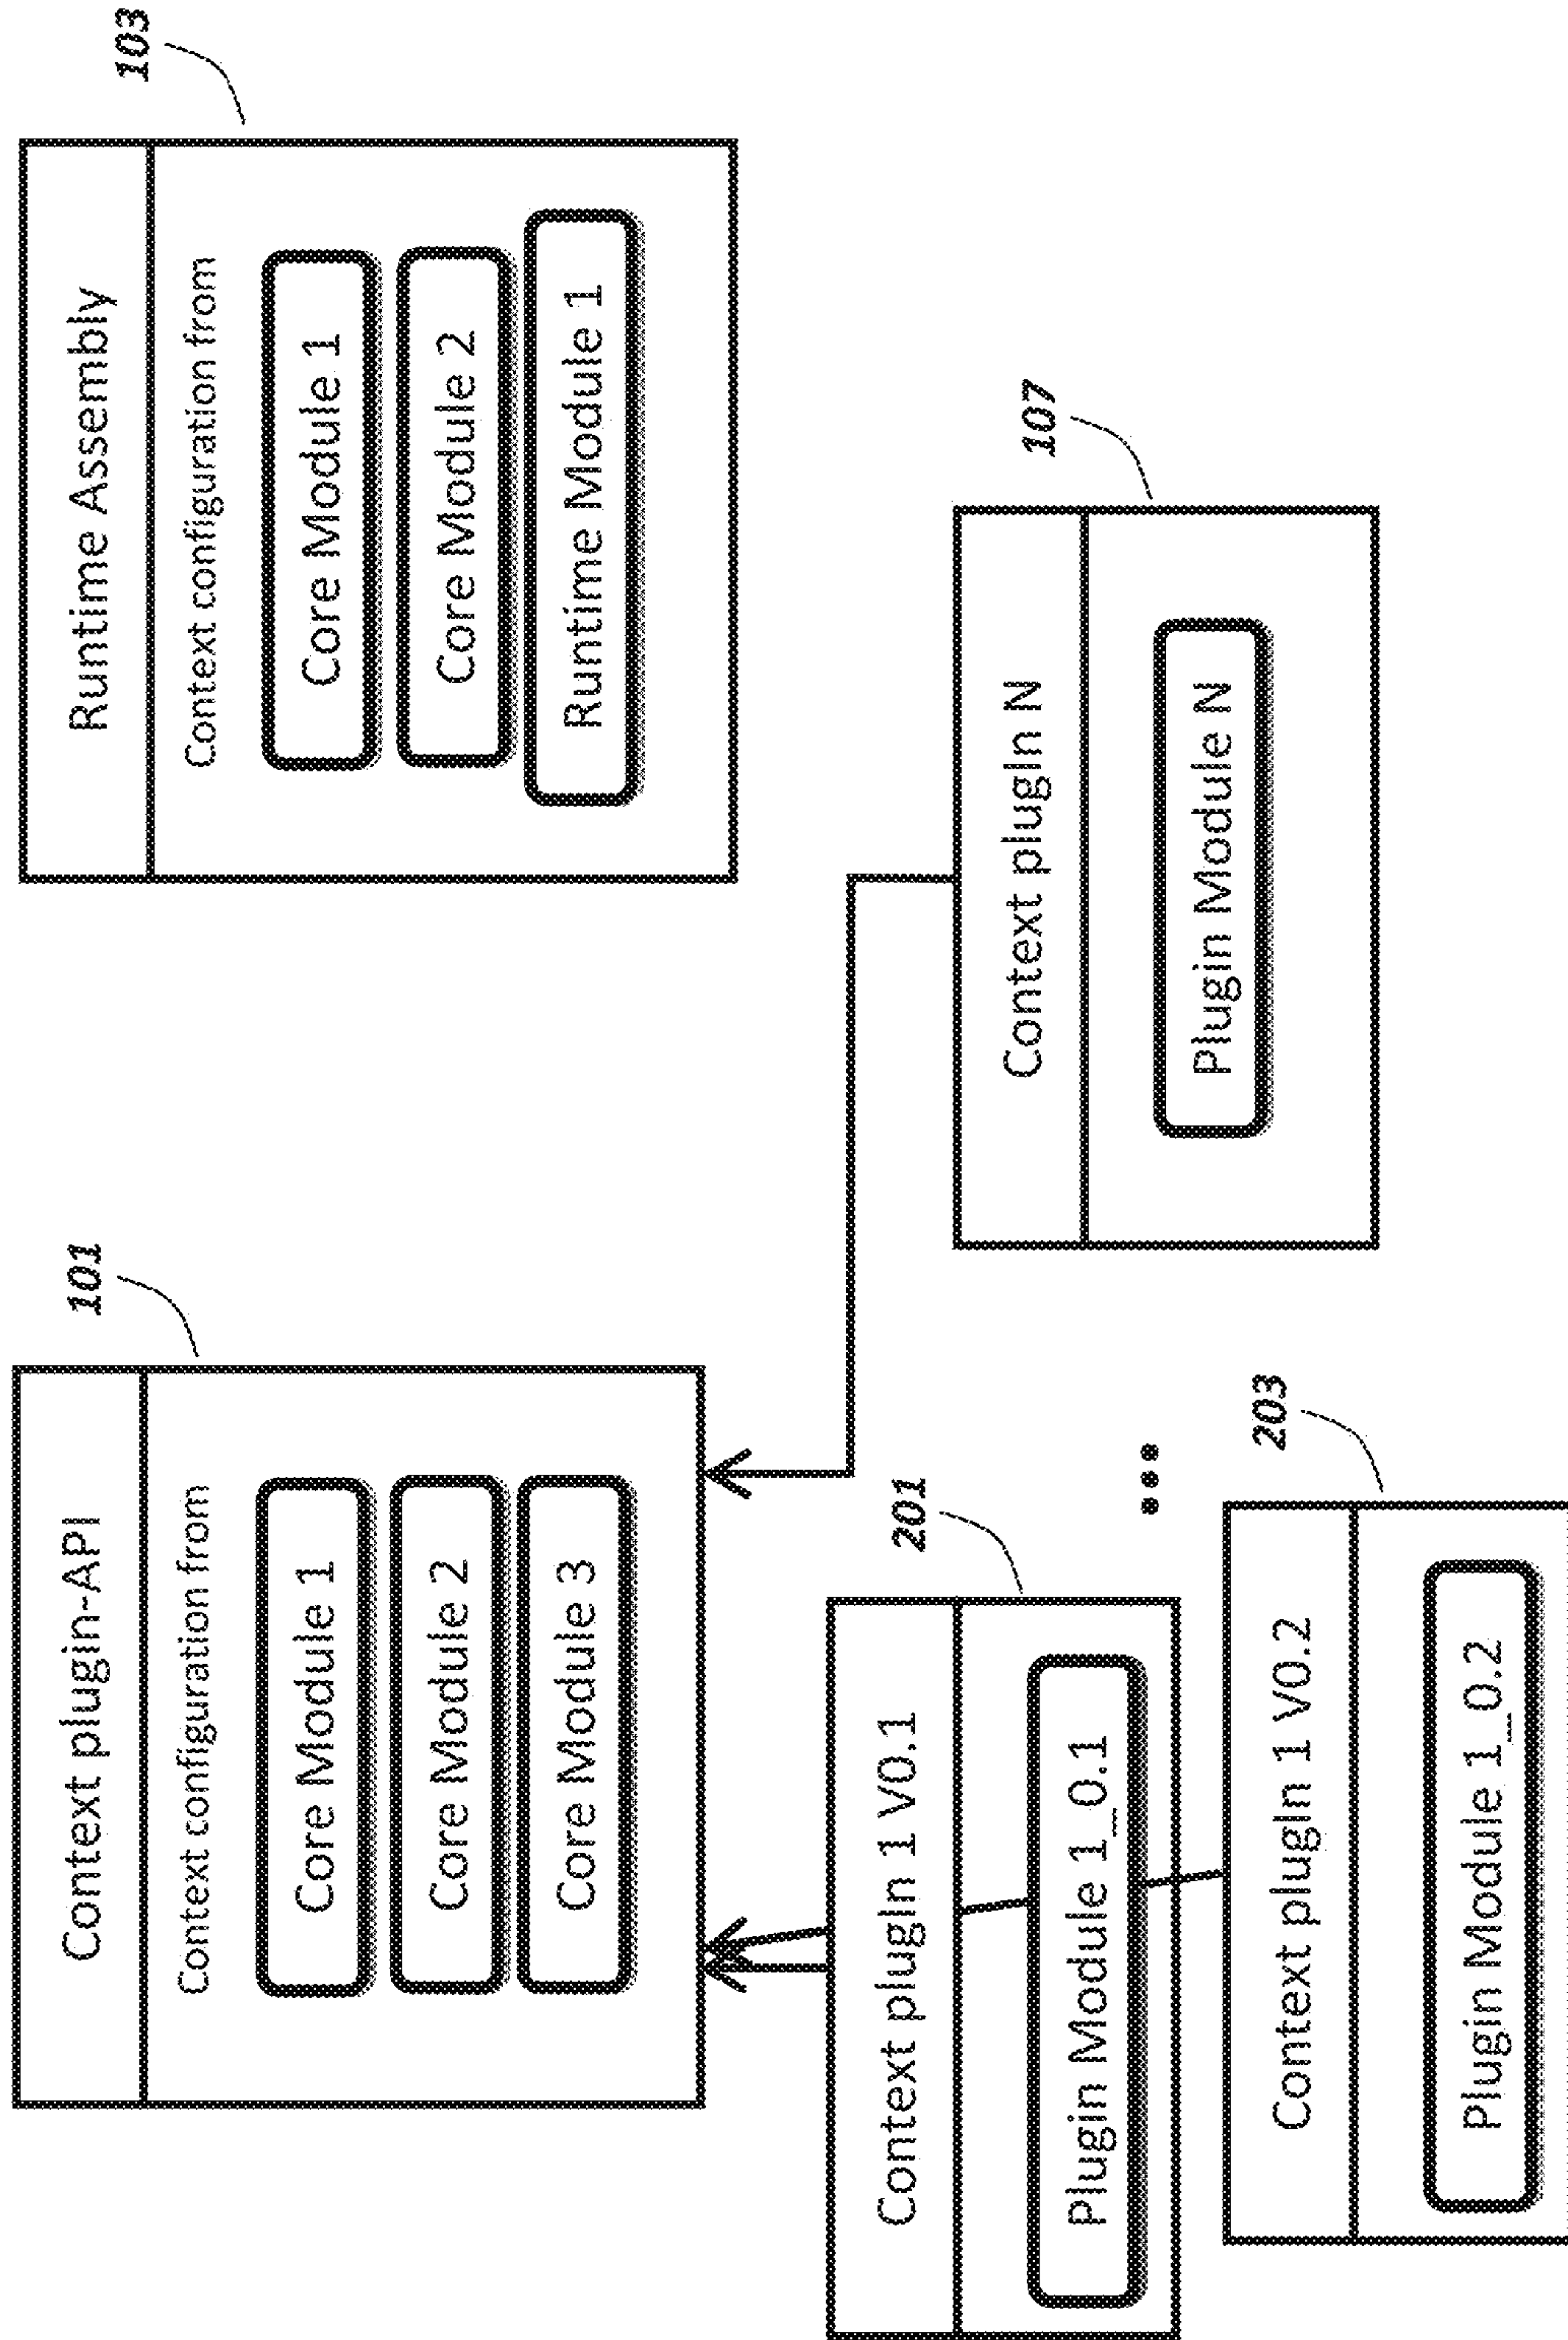 Context plugin-API
101
Context configuration from
Core Module 1
Core Module 2
Core Module 3
Runtime Assembly
103
Context configuration from
Core Module 1
Core Module 2
Runtime Module 1
Context plugIn 1 V0.1
201
Plugin Module 1_0.1
Context plugIn 1 V0.2
203
Plugin Module 1_0.2
•••
Context plugIn N
107
Plugin Module N